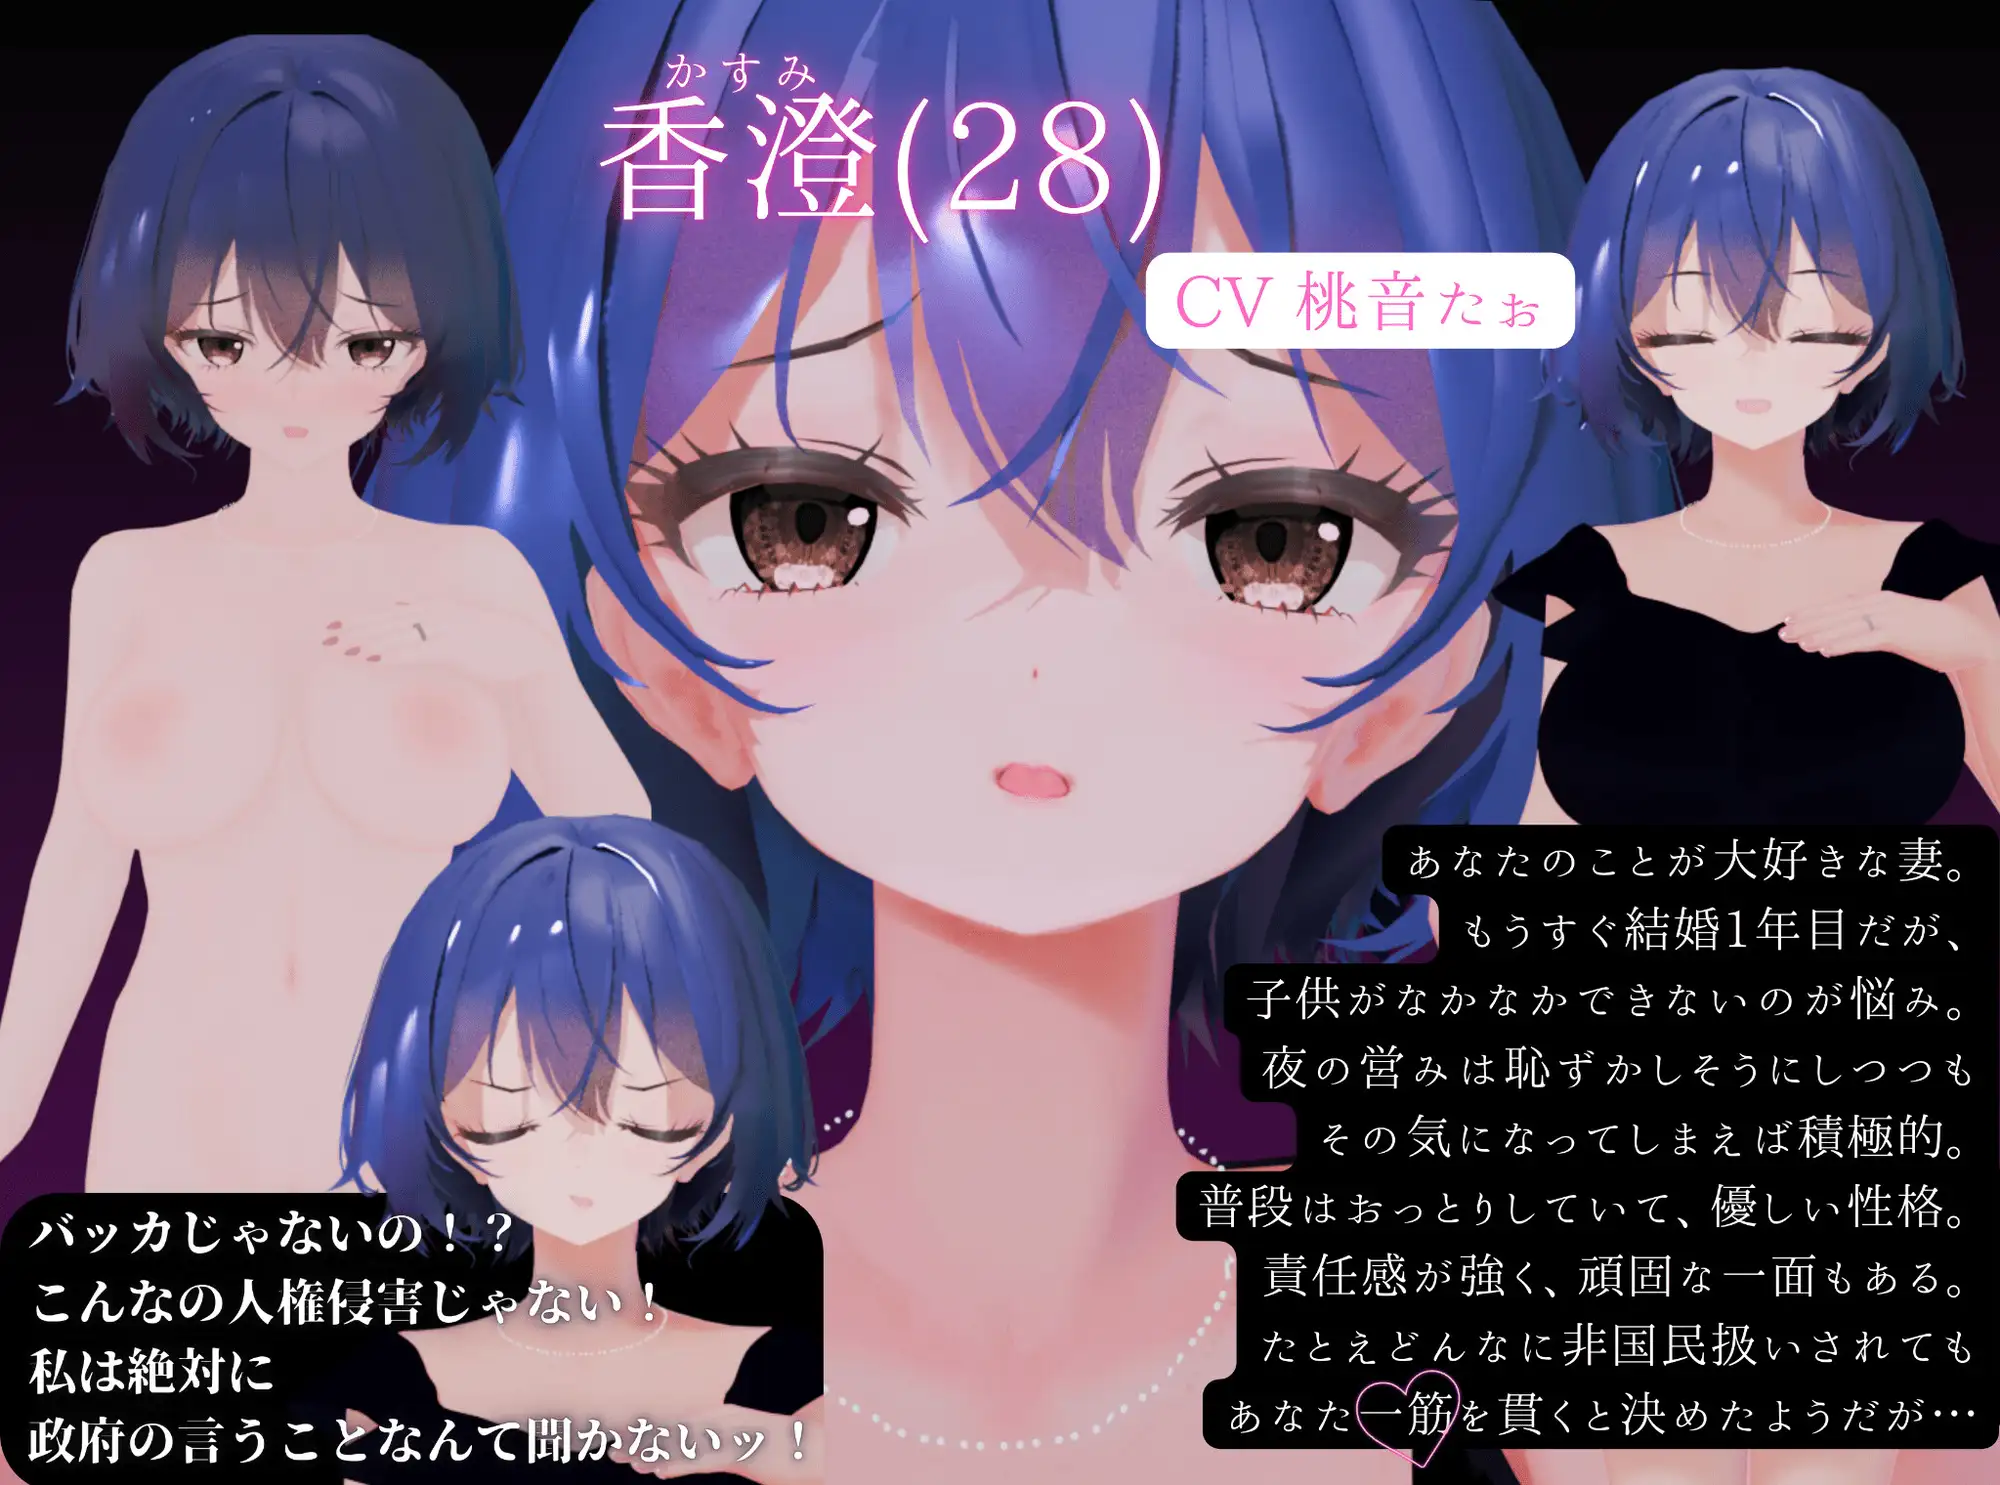 かすみ
香澄(28)
CV 桃音たぉ
あなたのことが大好きな妻。
もうすぐ結婚1年目だが、
子供がなかなかできないのが悩み。
夜の営みは恥ずかしそうにしつつも
その気になってしまえば積極的。
普段はおっとりしていて、優しい性格。
責任感が強く、頑固な一面もある。
たとえどんなに非国民扱いされても
あなた一筋を貫くと決めたようだが…
バッカじゃないの！？
こんなの人権侵害じゃない！
私は絶対に
政府の言うことなんて聞かないッ！